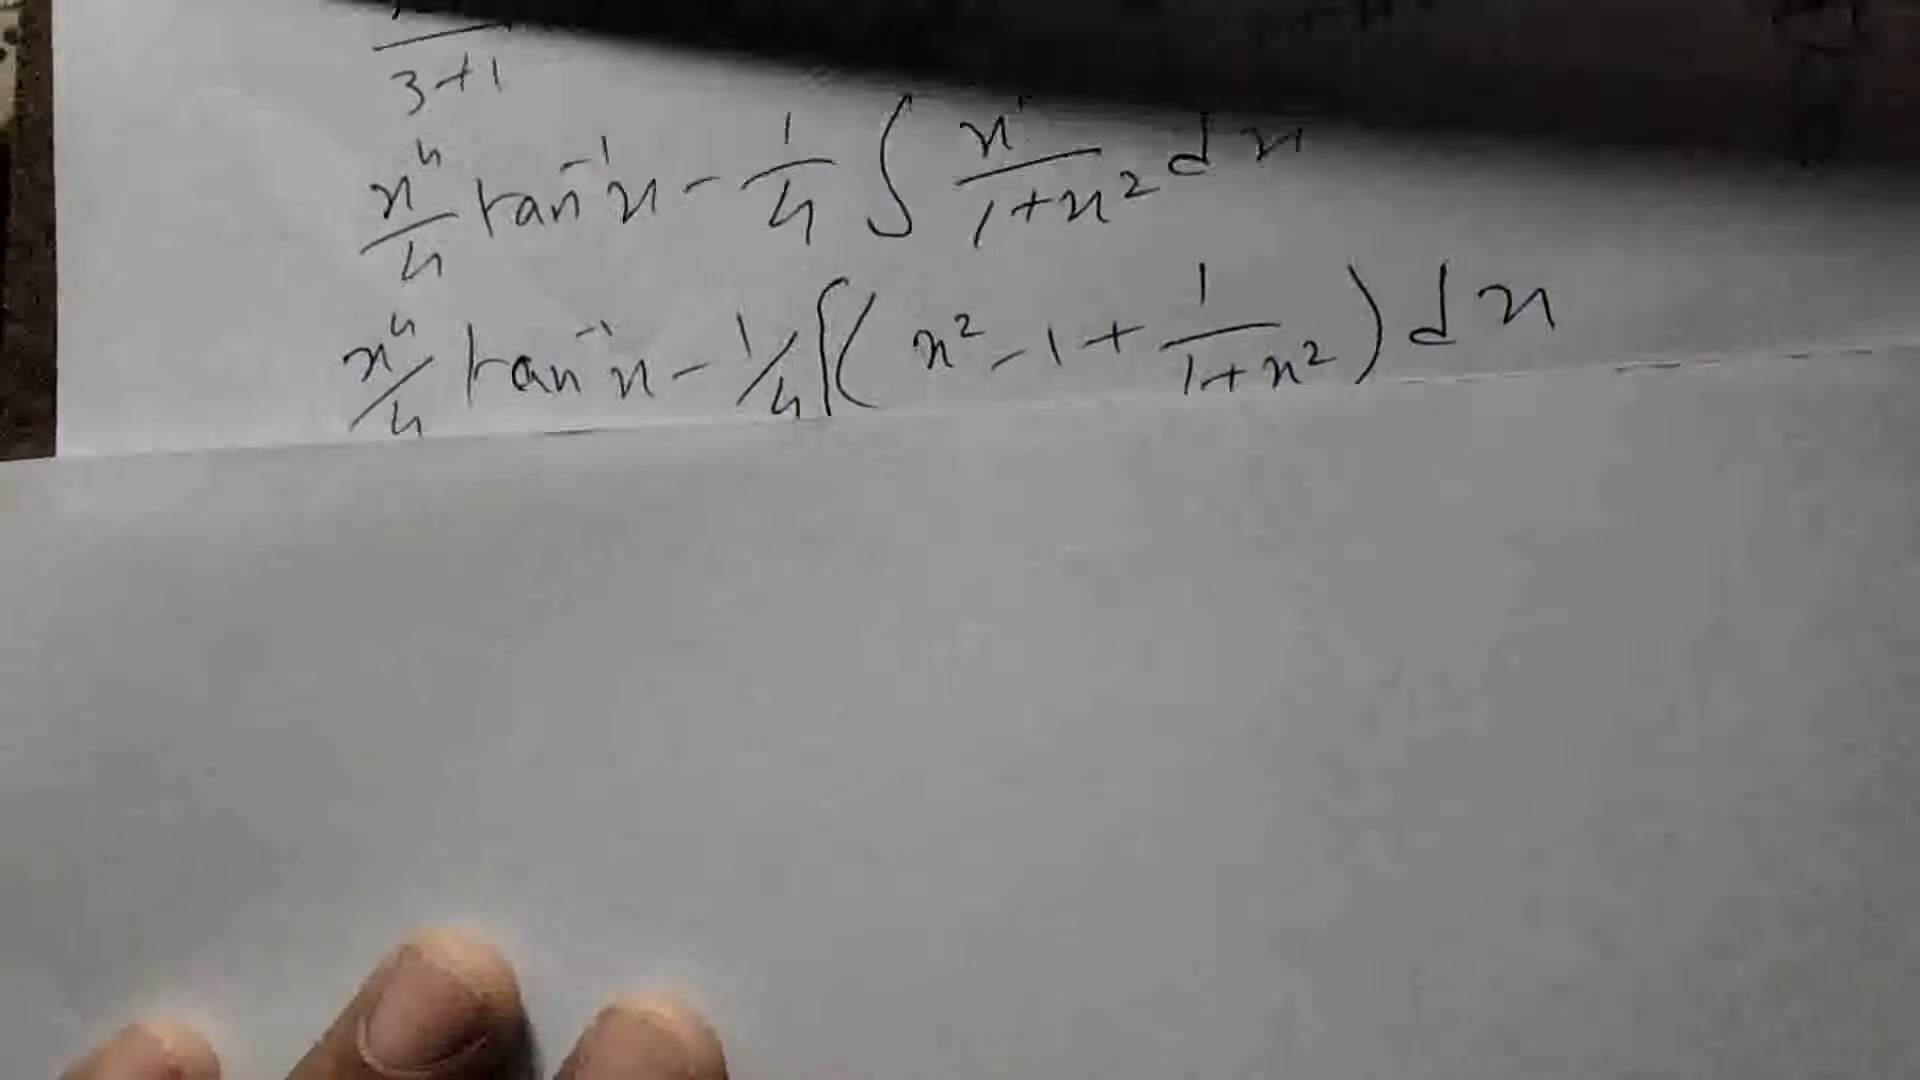 3+1
x⁴/4 tan⁻¹x - 1/4 ∫ x⁴/1+x² dx
x⁴/4 tan⁻¹x - 1/4 ∫(x² - 1 + 1/1+x²) dx